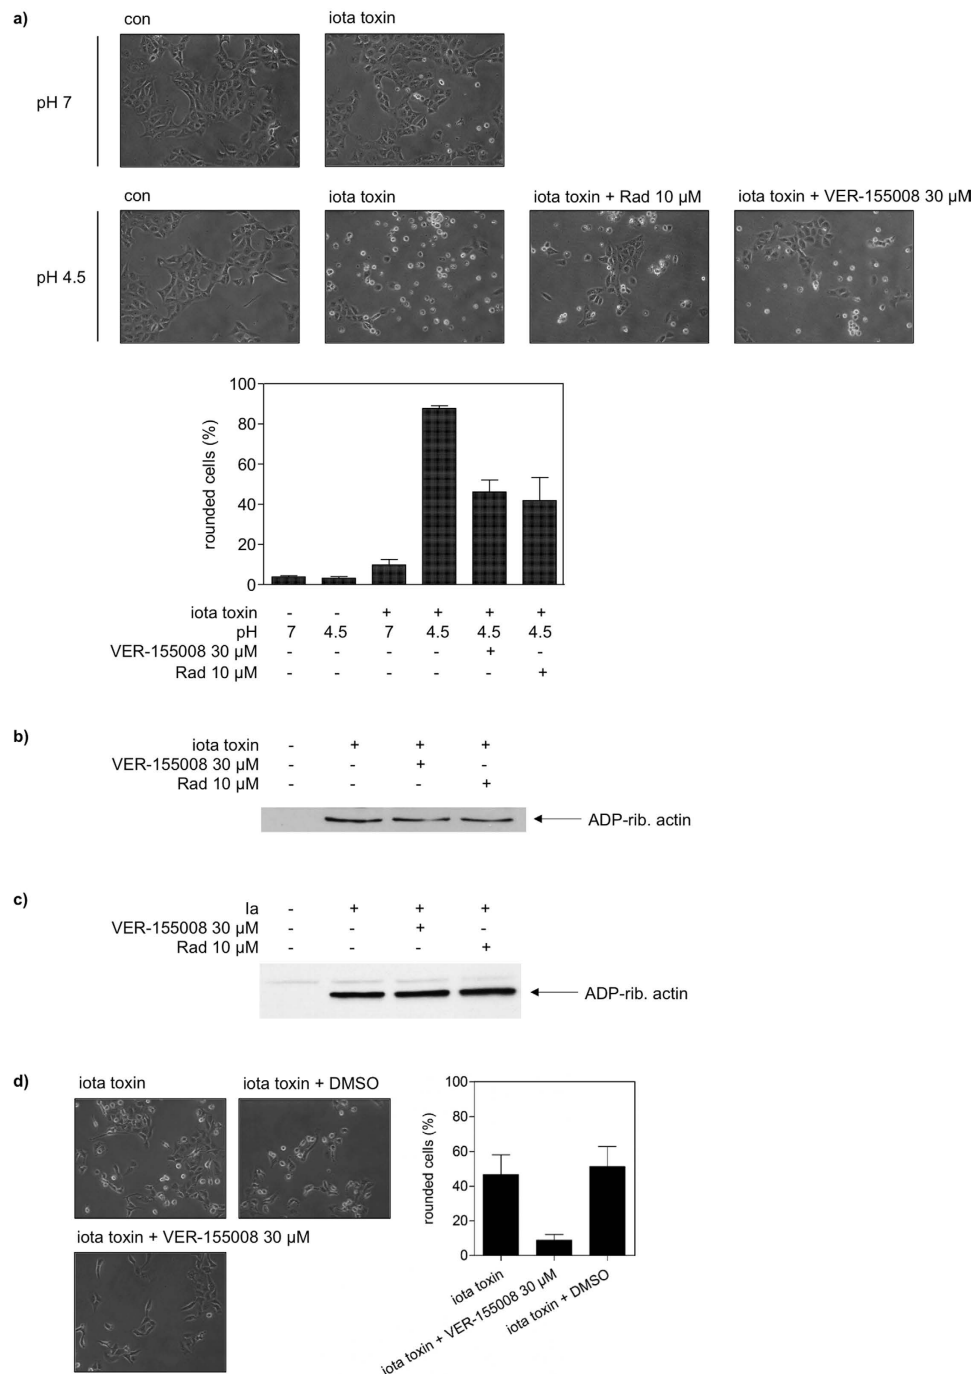 a)
con
iota toxin
pH 7
con
iota toxin
iota toxin + Rad 10 µM
iota toxin + VER-155008 30 µM
pH 4.5
100
80
60
40
20
0
rounded cells (%)
iota toxin - - + + + +
pH 7 4.5 7 4.5 4.5 4.5
VER-155008 30 µM - - - - + -
Rad 10 µM - - - - - +
b)
iota toxin - + + +
VER-155008 30 µM - - + -
Rad 10 µM - - - +
ADP-rib. actin
c)
Ia - + + +
VER-155008 30 µM - - + -
Rad 10 µM - - - +
ADP-rib. actin
d)
iota toxin
iota toxin + DMSO
iota toxin + VER-155008 30 µM
100
80
60
40
20
0
rounded cells (%)
iota toxin
iota toxin + VER-155008 30 µM
iota toxin + DMSO